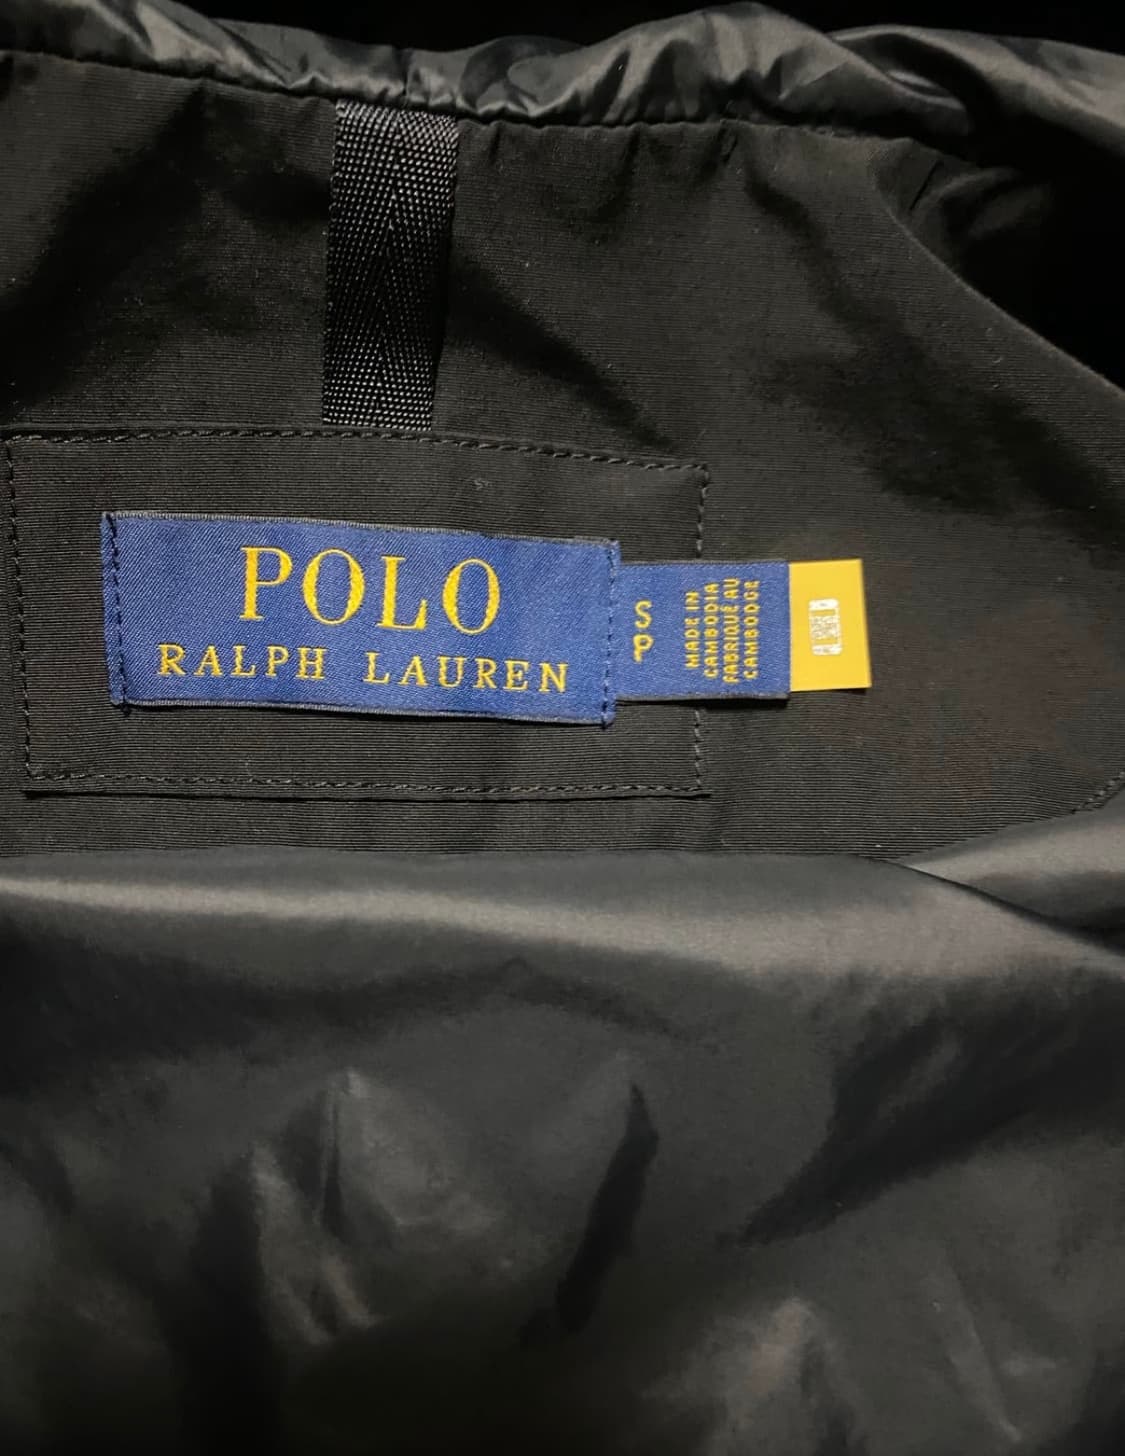 POLO
RALPH LAUREN
S
P
MADE IN
CAMBODIA
FABRIQUÉ AU
CAMBODGE